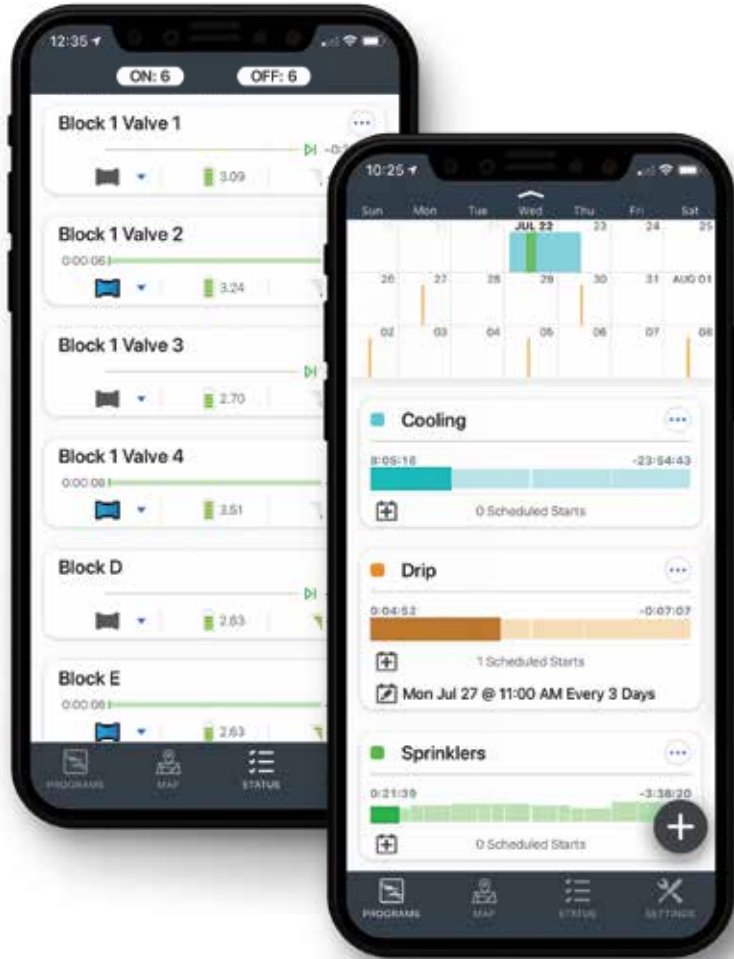 12:35
ON: 6 OFF: 6
Block 1 Valve 1
3.09
Block 1 Valve 2
0:00:06
3.24
Block 1 Valve 3
2.70
Block 1 Valve 4
0:00:06
3.51
Block D
2.63
Block E
0:00:06
2.63
PROGRAMS MAP STATUS
10:25
Sun Mon Tue Wed Thu Fri Sat
JUL 22 23 24 25
26 27 28 29 30 31 AUG 01
02 03 04 05 06 07 08
Cooling
8:05:16 -23:54:43
0 Scheduled Starts
Drip
0:04:52 -0:07:07
1 Scheduled Starts
Mon Jul 27 @ 11:00 AM Every 3 Days
Sprinklers
0:21:39 -3:38:20
0 Scheduled Starts
PROGRAMS MAP STATUS SETTINGS